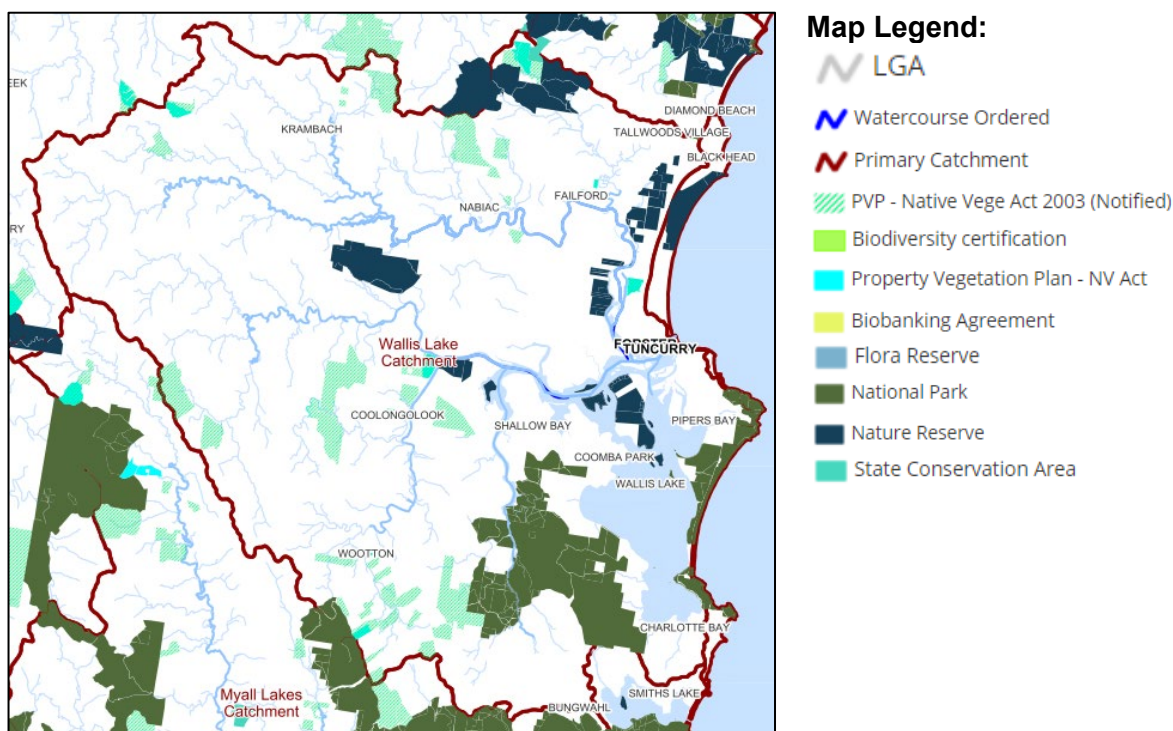 Map Legend:
LGA
Watercourse Ordered
Primary Catchment
PVP - Native Vege Act 2003 (Notified)
Biodiversity certification
Property Vegetation Plan - NV Act
Biobanking Agreement
Flora Reserve
National Park
Nature Reserve
State Conservation Area
EEK
KRAMBACH
DIAMOND BEACH
TALLWOODS VILLAGE
BLACK HEAD
FAILFORD
NABIAC
RY
FORSTER
TUNCURRY
Wallis Lake
Catchment
COOLONGOLOOK
SHALLOW BAY
PIPERS BAY
COOMBA PARK
WALLIS LAKE
WOOTTON
CHARLOTTE BAY
SMITHS LAKE
Myall Lakes
Catchment
BUNGWAHL